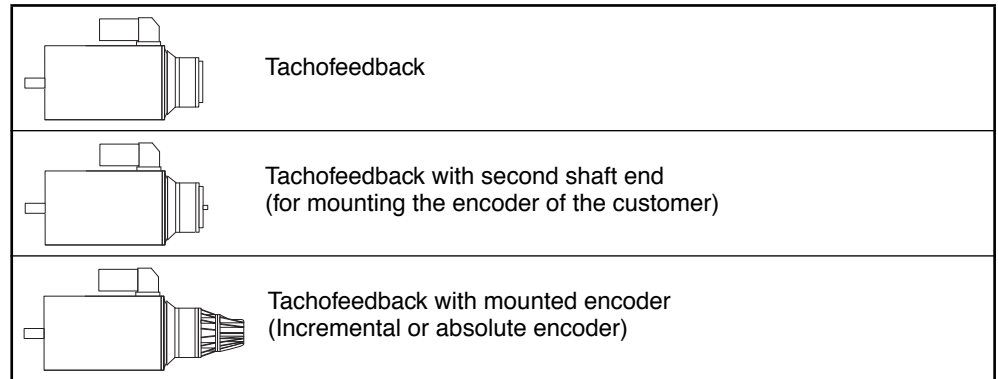 Tachofeedback
Tachofeedback with second shaft end
(for mounting the encoder of the customer)
Tachofeedback with mounted encoder
(Incremental or absolute encoder)